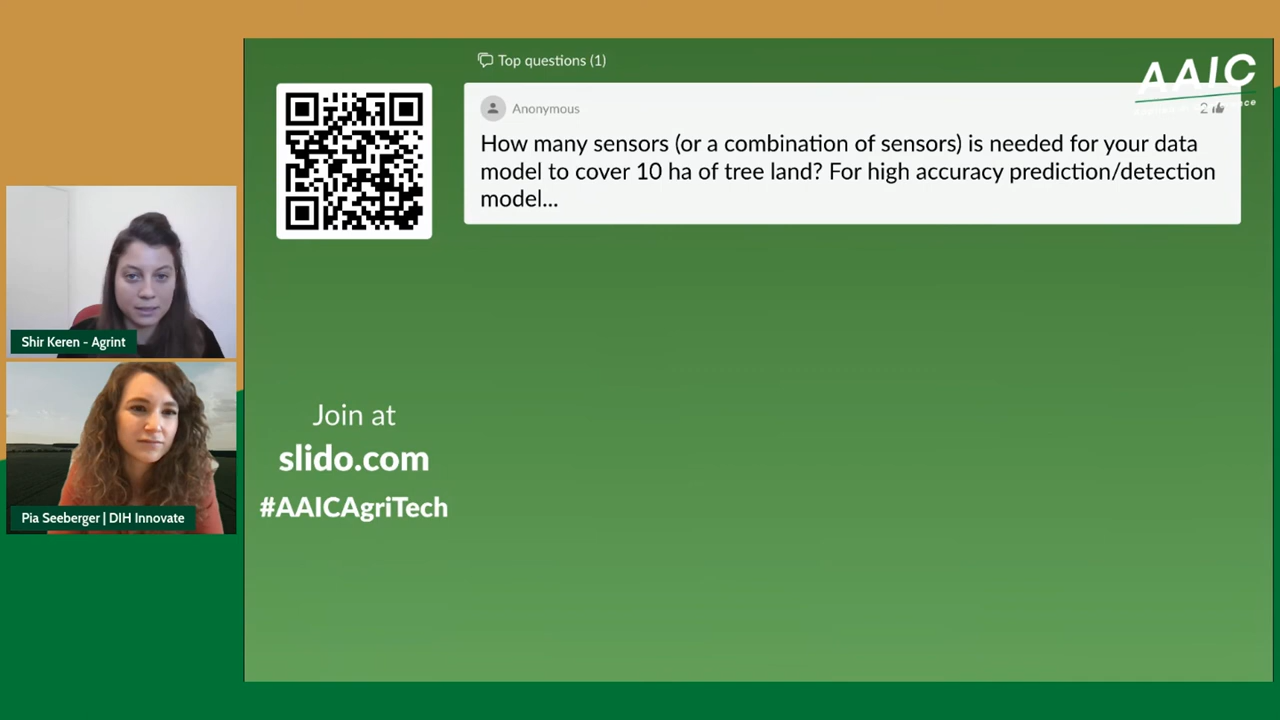 Top questions (1)
AAIC
Anonymous
2
How many sensors (or a combination of sensors) is needed for your data
model to cover 10 ha of tree land? For high accuracy prediction/detection
model...
Shir Keren - Agrint
Pia Seeberger | DIH Innovate
Join at
slido.com
#AAICAgriTech